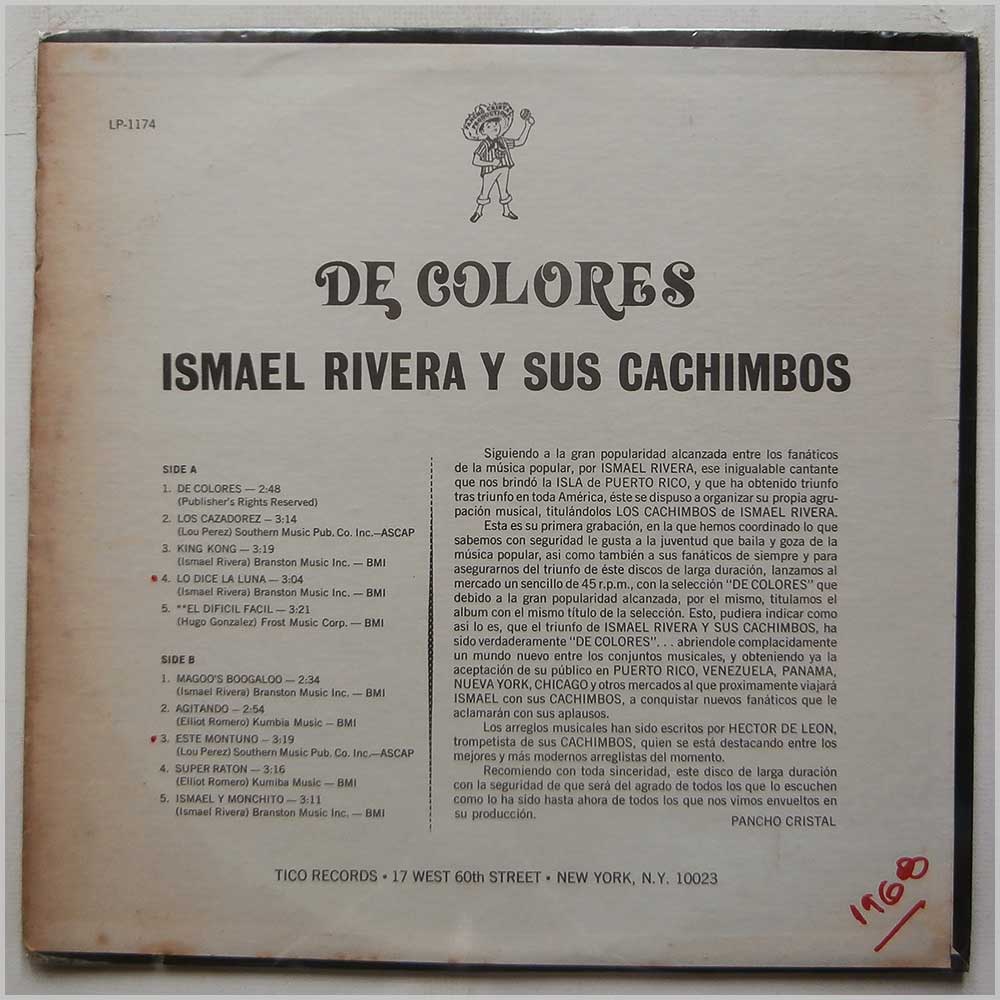 LP-1174
PANCHO CRISTAL
PRODUCTION
DE COLORES
ISMAEL RIVERA Y SUS CACHIMBOS
SIDE A
1. DE COLORES — 2:48
(Publisher's Rights Reserved)
2. LOS CAZADOREZ — 3:14
(Lou Perez) Southern Music Pub. Co. Inc.—ASCAP
3. KING KONG — 3:19
(Ismael Rivera) Branston Music Inc. — BMI
4. LO DICE LA LUNA — 3:04
(Ismael Rivera) Branston Music Inc. — BMI
5. **EL DIFICIL FACIL — 3:21
(Hugo Gonzalez) Frost Music Corp. — BMI
SIDE B
1. MAGOO'S BOOGALOO — 2:34
(Ismael Rivera) Branston Music Inc. — BMI
2. AGITANDO — 2:54
(Elliot Romero) Kumbia Music — BMI
3. ESTE MONTUNO — 3:19
(Lou Perez) Southern Music Pub. Co. Inc.—ASCAP
4. SUPER RATON — 3:16
(Elliot Romero) Kumiba Music — BMI
5. ISMAEL Y MONCHITO — 3:11
(Ismael Rivera) Branston Music Inc. — BMI
Siguiendo a la gran popularidad alcanzada entre los fanáticos
de la música popular, por ISMAEL RIVERA, ese inigualable cantante
que nos brindó la ISLA de PUERTO RICO, y que ha obtenido triunfo
tras triunfo en toda América, éste se dispuso a organizar su propia agru-
pación musical, titulándolos LOS CACHIMBOS de ISMAEL RIVERA.
Esta es su primera grabación, en la que hemos coordinado lo que
sabemos con seguridad le gusta a la juventud que baila y goza de la
música popular, asi como también a sus fanáticos de siempre y para
asegurarnos del triunfo de éste discos de larga duración, lanzamos al
mercado un sencillo de 45 r.p.m., con la selección "DE COLORES" que
debido a la gran popularidad alcanzada, por el mismo, titulamos el
album con el mismo título de la selección. Esto, pudiera indicar como
asi lo es, que el triunfo de ISMAEL RIVERA Y SUS CACHIMBOS, ha
sido verdaderamente "DE COLORES"... abriendole complacidamente
un mundo nuevo entre los conjuntos musicales, y obteniendo ya la
aceptación de su público en PUERTO RICO, VENEZUELA, PANAMA,
NUEVA YORK, CHICAGO y otros mercados al que proximamente viajará
ISMAEL con sus CACHIMBOS, a conquistar nuevos fanáticos que le
aclamarán con sus aplausos.
Los arreglos musicales han sido escritos por HECTOR DE LEON,
trompetista de sus CACHIMBOS, quien se está destacando entre los
mejores y más modernos arreglistas del momento.
Recomiendo con toda sinceridad, este disco de larga duración
con la seguridad de que será del agrado de todos los que lo escuchen
como lo ha sido hasta ahora de todos los que nos vimos envueltos en
su producción.
PANCHO CRISTAL
TICO RECORDS • 17 WEST 60th STREET • NEW YORK, N.Y. 10023
1968